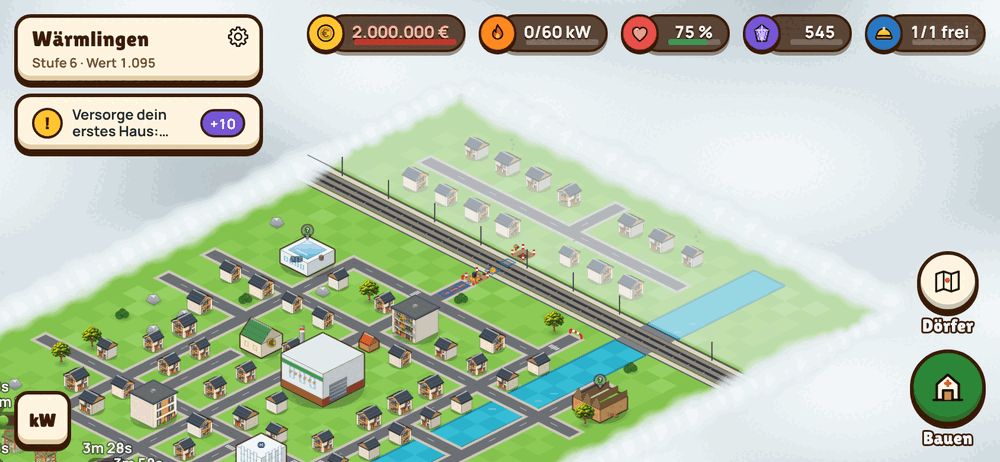 Wärmlingen
Stufe 6 · Wert 1.095
2.000.000 €
0/60 kW
75 %
545
1/1 frei
!
Versorge dein
erstes Haus:...
+10
?
?
Dörfer
Bauen
s
m
kW
s
3m 28s